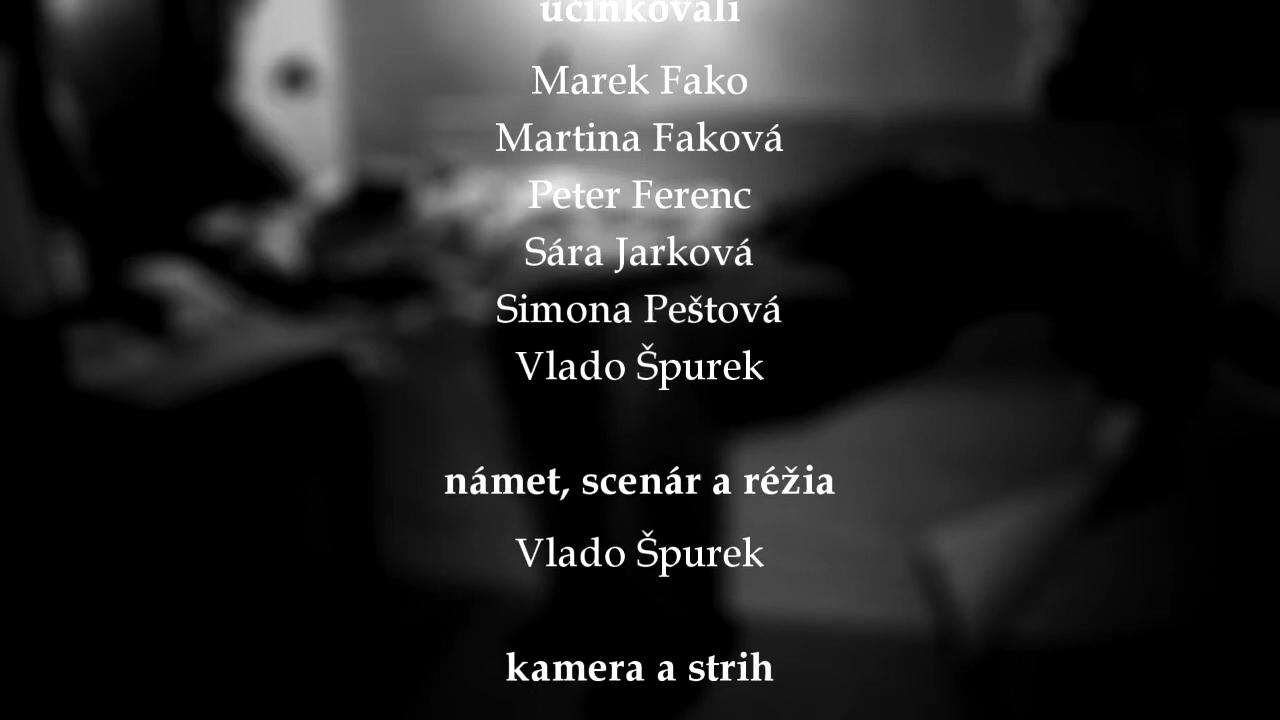 účinkovali
Marek Fako
Martina Faková
Peter Ferenc
Sára Jarková
Simona Peštová
Vlado Špurek
námet, scenár a réžia
Vlado Špurek
kamera a strih